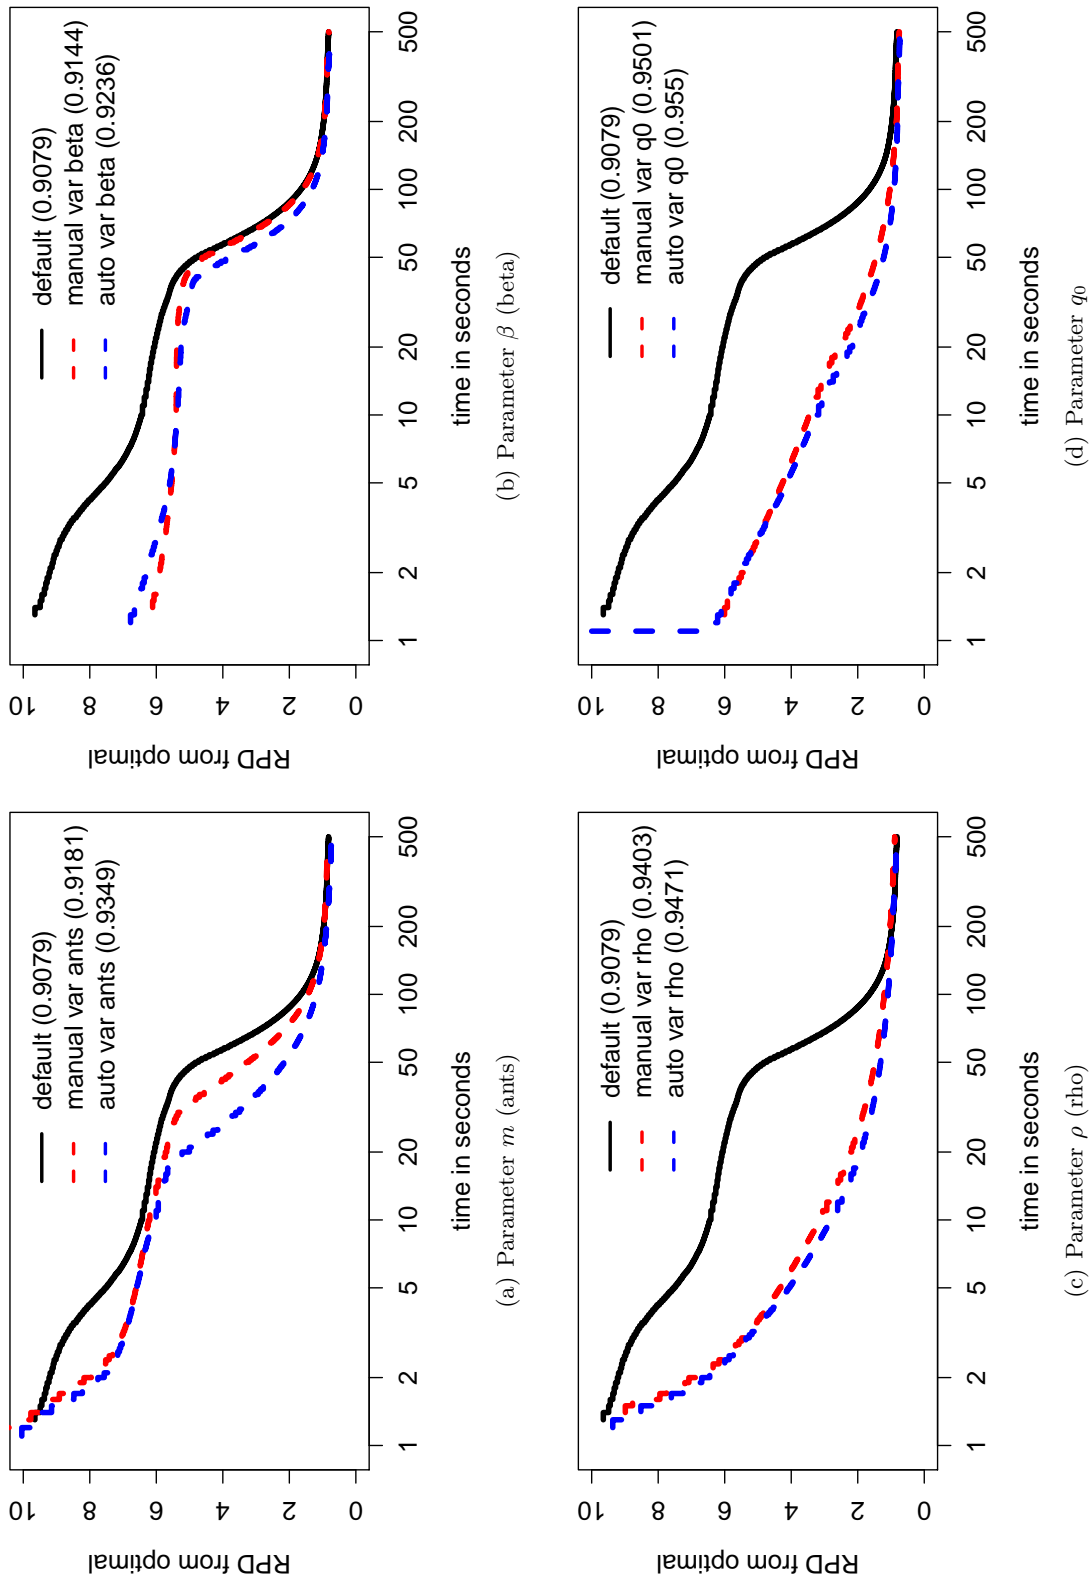 RPD from optimal
10
8
6
4
2
0
1
2
5
10
20
50
100
200
500
time in seconds
default (0.9079)
manual var ants (0.9181)
auto var ants (0.9349)
(a) Parameter m (ants)
RPD from optimal
10
8
6
4
2
0
1
2
5
10
20
50
100
200
500
time in seconds
default (0.9079)
manual var beta (0.9144)
auto var beta (0.9236)
(b) Parameter β (beta)
RPD from optimal
10
8
6
4
2
0
1
2
5
10
20
50
100
200
500
time in seconds
default (0.9079)
manual var rho (0.9403)
auto var rho (0.9471)
(c) Parameter ρ (rho)
RPD from optimal
10
8
6
4
2
0
1
2
5
10
20
50
100
200
500
time in seconds
default (0.9079)
manual var q0 (0.9501)
auto var q0 (0.955)
(d) Parameter q₀